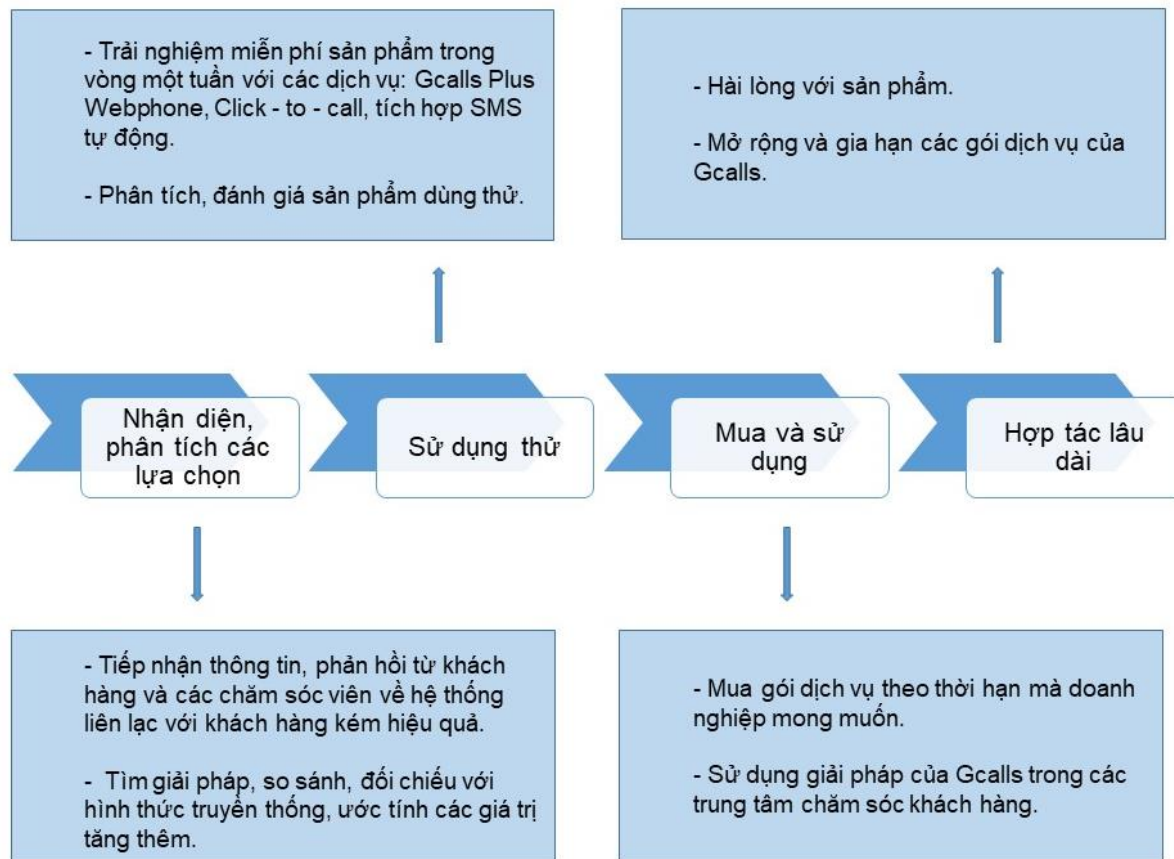 - Trải nghiệm miễn phí sản phẩm trong
vòng một tuần với các dịch vụ: Gcalls Plus
Webphone, Click - to - call, tích hợp SMS
tự động.
- Phân tích, đánh giá sản phẩm dùng thử.
- Hài lòng với sản phẩm.
- Mở rộng và gia hạn các gói dịch vụ của
Gcalls.
Nhận diện,
phân tích các
lựa chọn
Sử dụng thử
Mua và sử
dụng
Hợp tác lâu
dài
- Tiếp nhận thông tin, phản hồi từ khách
hàng và các chăm sóc viên về hệ thống
liên lạc với khách hàng kém hiệu quả.
- Tìm giải pháp, so sánh, đối chiếu với
hình thức truyền thống, ước tính các giá trị
tăng thêm.
- Mua gói dịch vụ theo thời hạn mà doanh
nghiệp mong muốn.
- Sử dụng giải pháp của Gcalls trong các
trung tâm chăm sóc khách hàng.